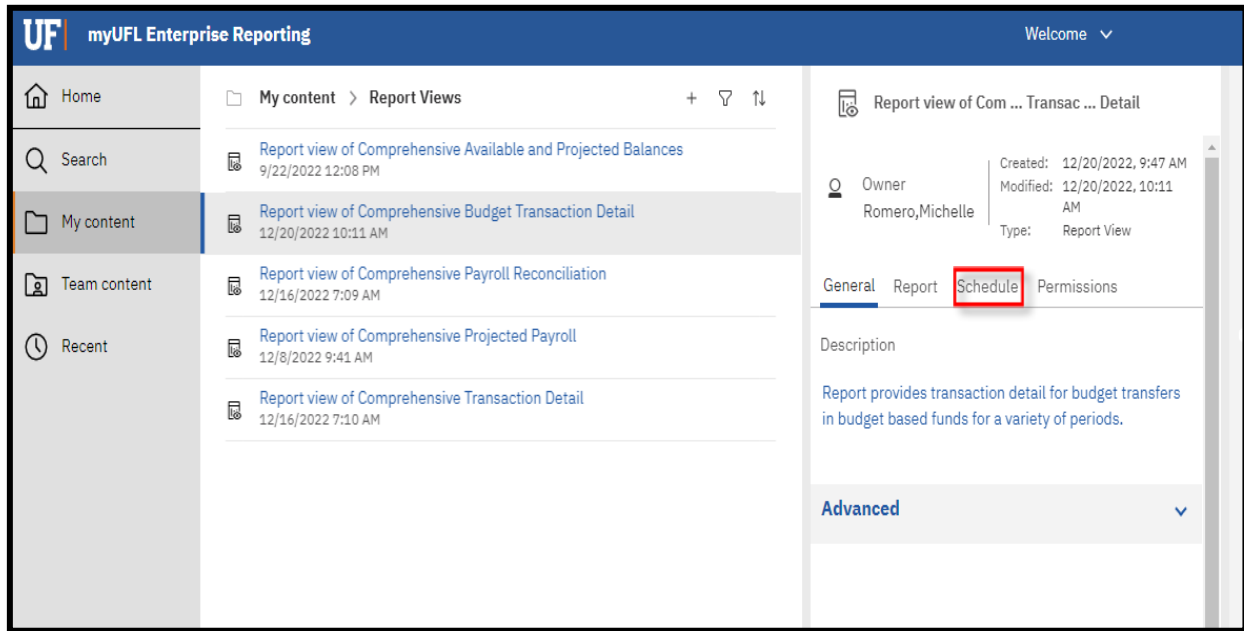 UF myUFL Enterprise Reporting
Welcome
Home
Search
My content
Team content
Recent
My content > Report Views
Report view of Comprehensive Available and Projected Balances
9/22/2022 12:08 PM
Report view of Comprehensive Budget Transaction Detail
12/20/2022 10:11 AM
Report view of Comprehensive Payroll Reconciliation
12/16/2022 7:09 AM
Report view of Comprehensive Projected Payroll
12/8/2022 9:41 AM
Report view of Comprehensive Transaction Detail
12/16/2022 7:10 AM
Report view of Com ... Transac ... Detail
Owner
Romero,Michelle
Created: 12/20/2022, 9:47 AM
Modified: 12/20/2022, 10:11
AM
Type: Report View
General Report Schedule Permissions
Description
Report provides transaction detail for budget transfers
in budget based funds for a variety of periods.
Advanced